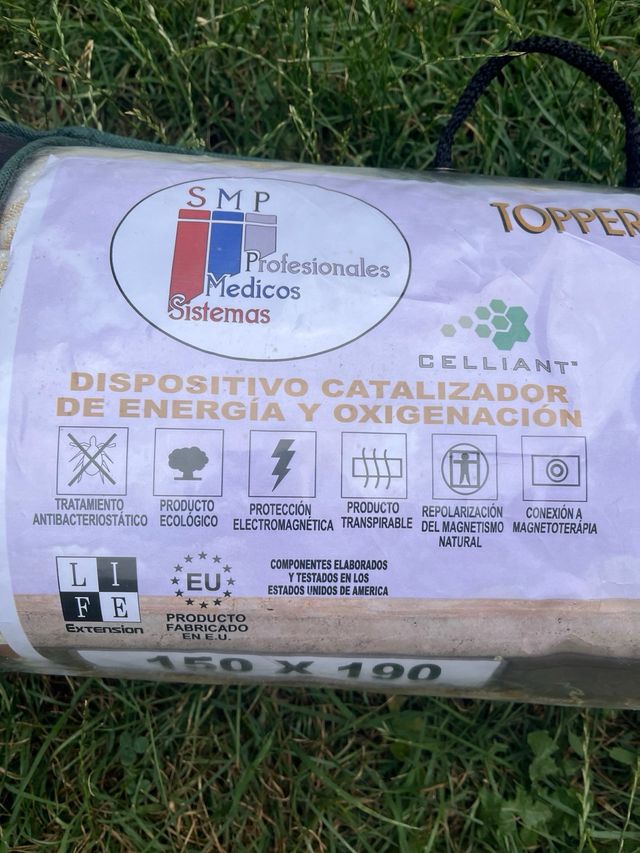 SMP
Profesionales
Medicos
Sistemas
TOPPER
CELLIANT™
DISPOSITIVO CATALIZADOR
DE ENERGÍA Y OXIGENACIÓN
TRATAMIENTO
ANTIBACTERIOSTÁTICO
PRODUCTO
ECOLÓGICO
PROTECCIÓN
ELECTROMAGNÉTICA
PRODUCTO
TRANSPIRABLE
REPOLARIZACIÓN
DEL MAGNETISMO
NATURAL
CONEXIÓN A
MAGNETOTERÁPIA
LIFE
Extension
EU
PRODUCTO
FABRICADO
EN E.U.
COMPONENTES ELABORADOS
Y TESTADOS EN LOS
ESTADOS UNIDOS DE AMERICA
150 X 190